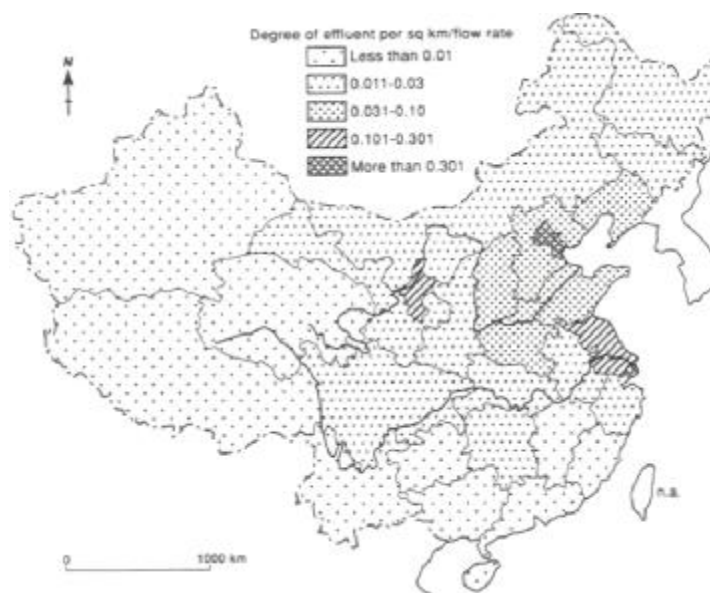 Degree of effluent per sq km/flow rate
Less than 0.01
0.011-0.03
0.031-0.10
0.101-0.301
More than 0.301
N
n.a.
0 1000 km